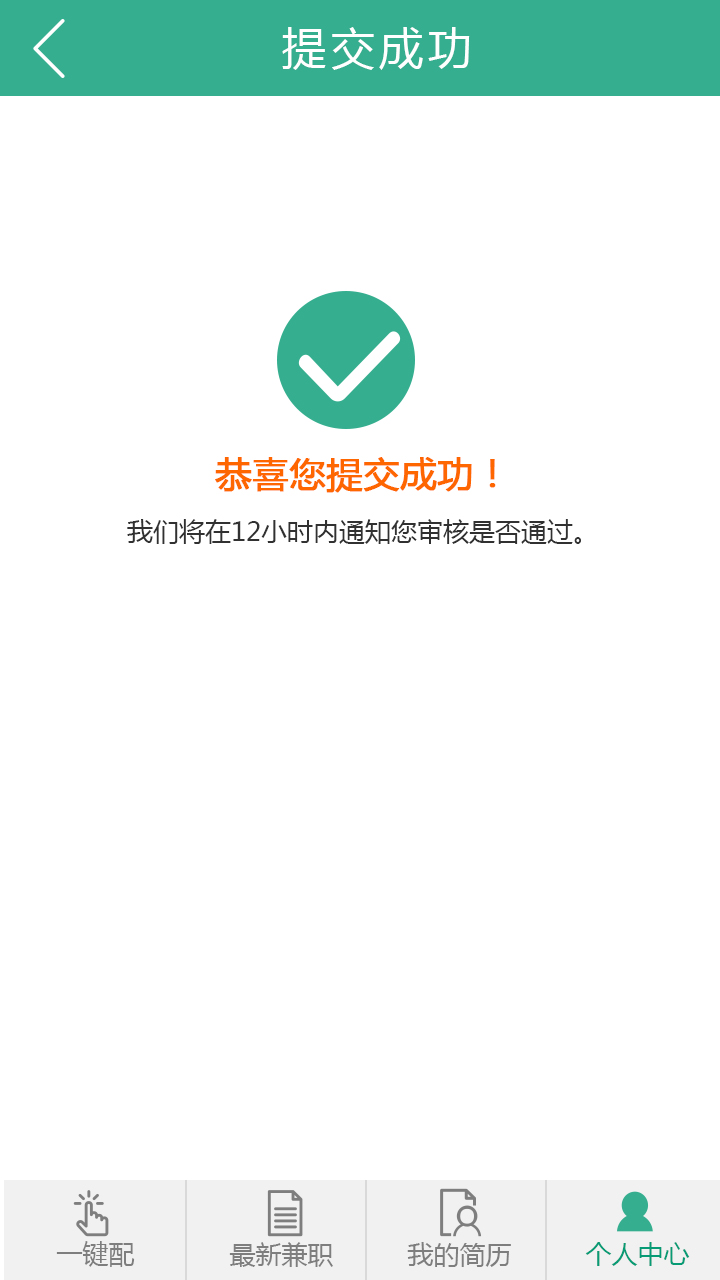 提交成功
恭喜您提交成功！
我们将在12小时内通知您审核是否通过。
一键配
最新兼职
我的简历
个人中心